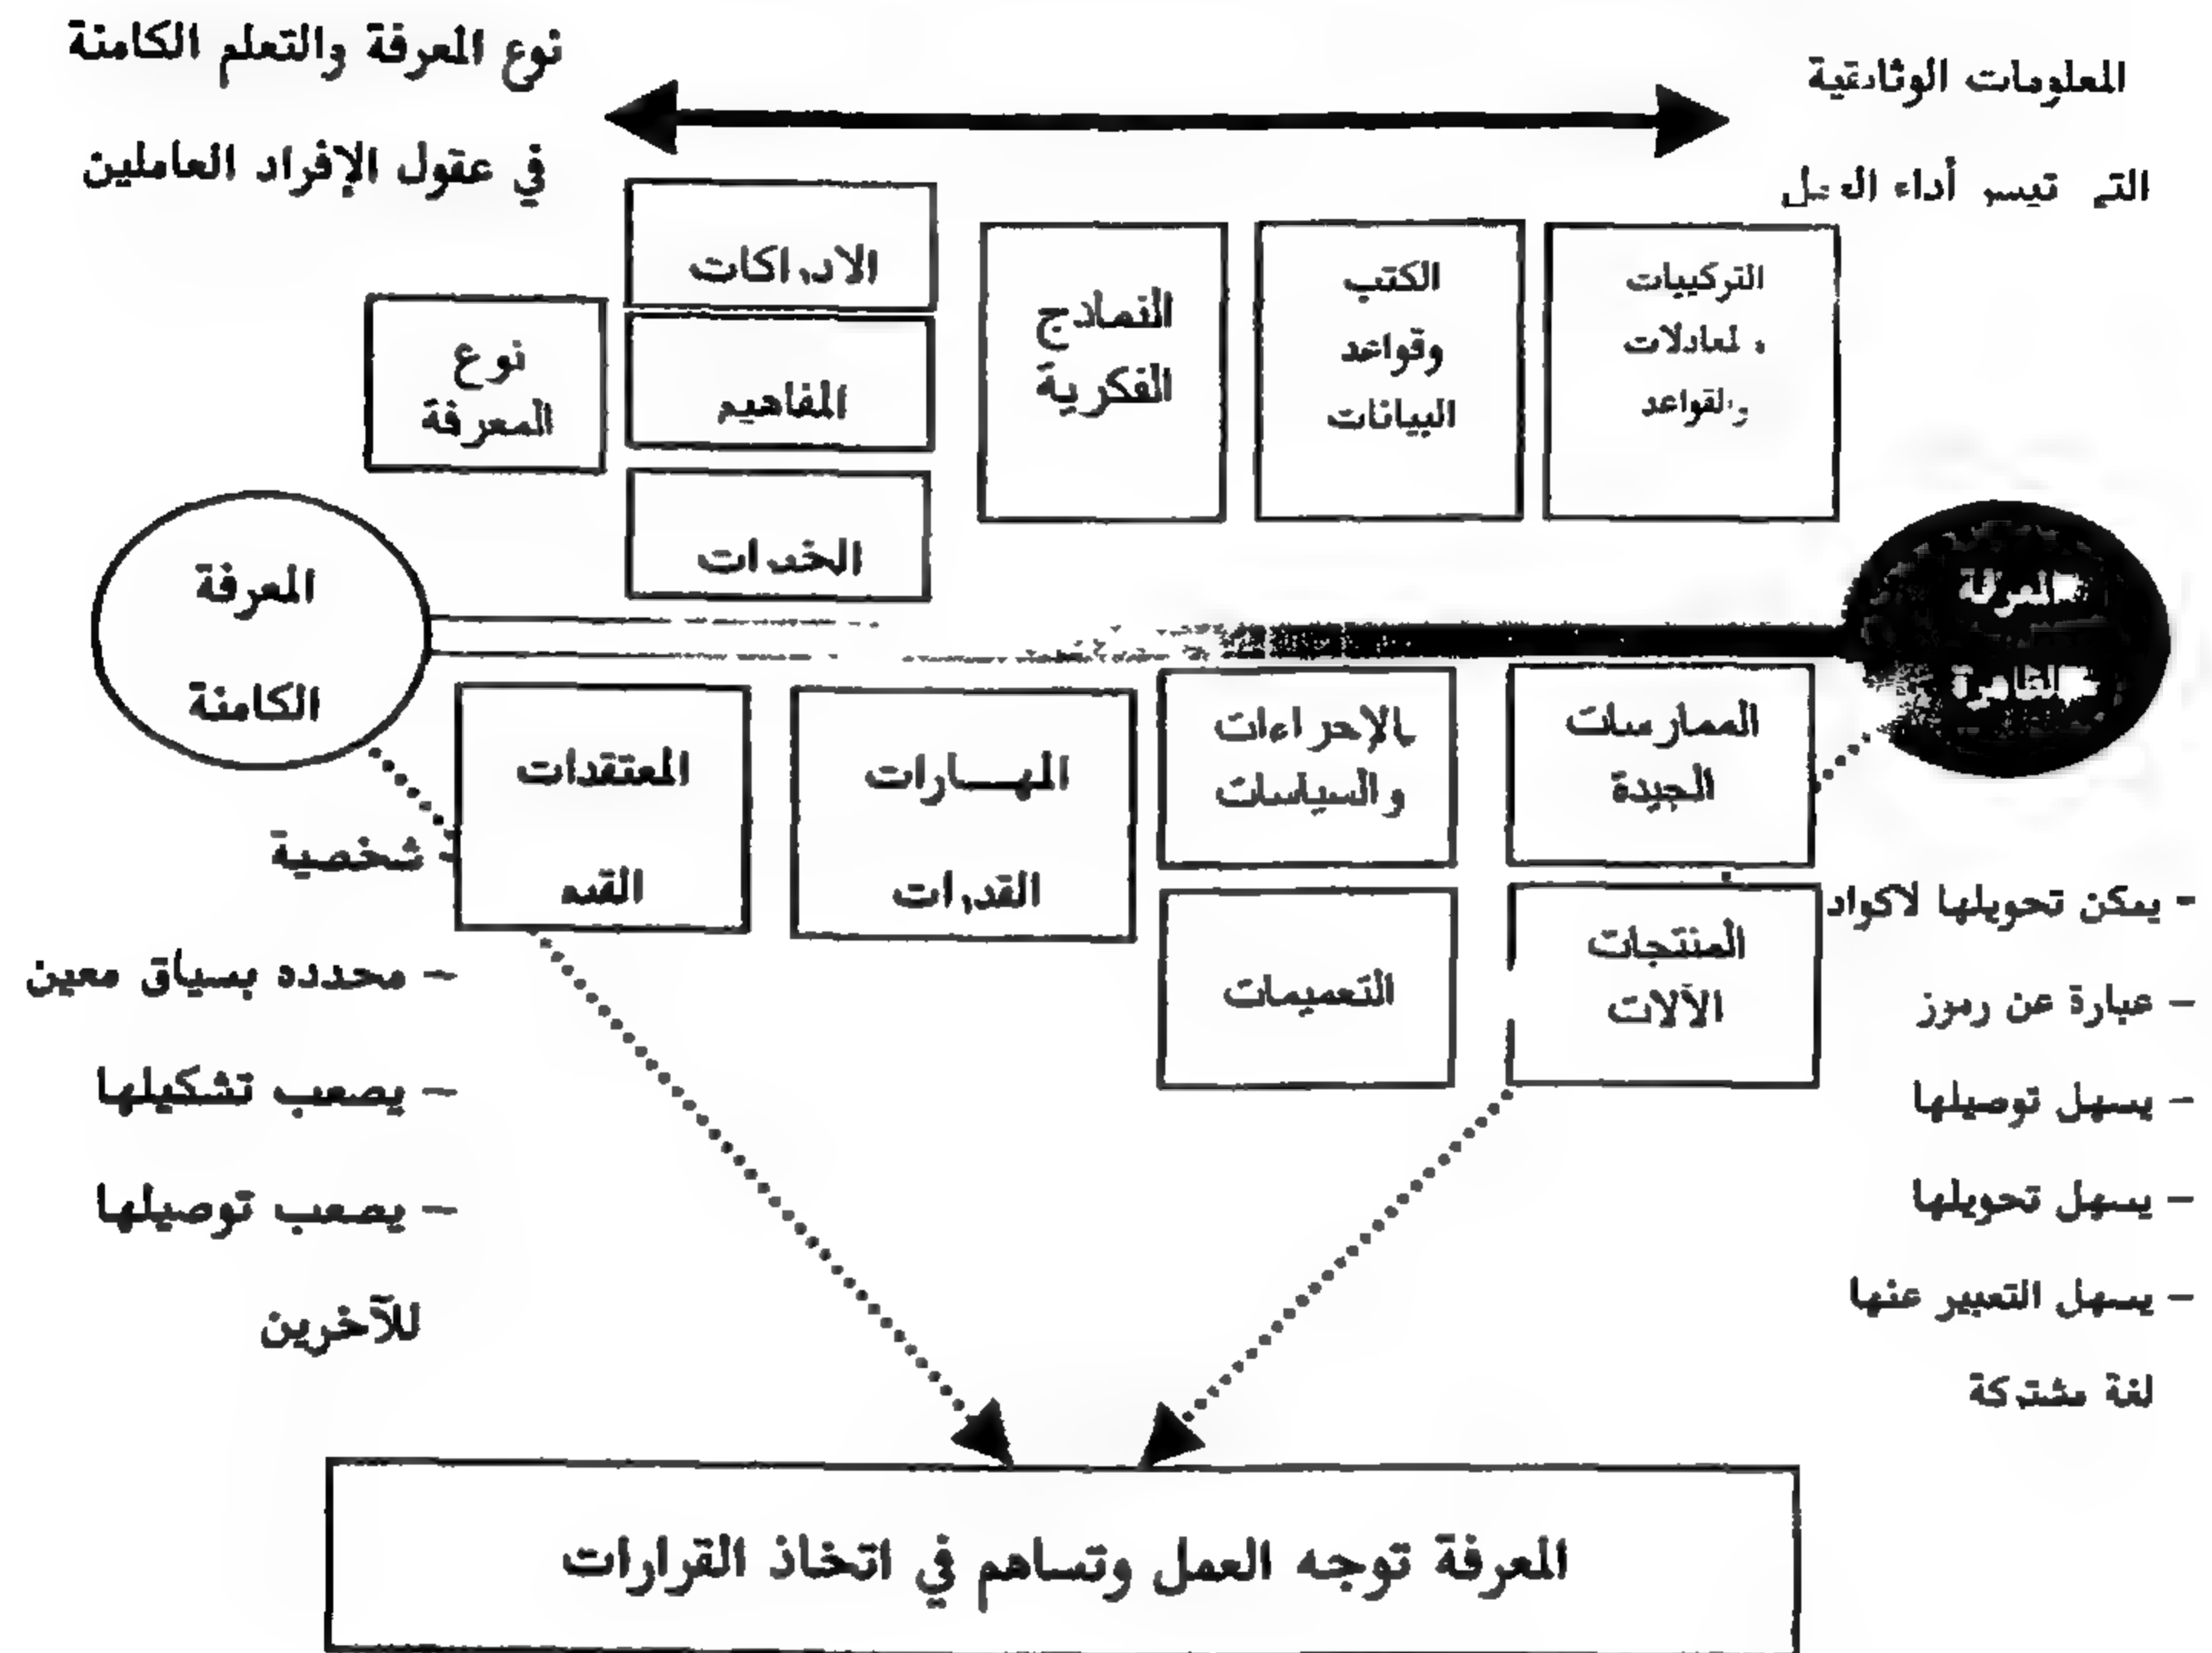 المعلومات الوثائقية
التي تيسر أداء العمل
نوع المعرفة والتعلم الكامنة
في عقول الإفراد العاملين
التركيبات
والمعادلات
والقواعد
الكتب
وقواعد
البيانات
النماذج
الفكرية
الادراكات
المفاهيم
الخبرات
نوع
المعرفة
المعرفة
الظاهرة
المعرفة
الكامنة
الممارسات
الجيدة
الإجراءات
والسياسات
المهارات
القدرات
المعتقدات
القيم
المنتجات
الآلات
التعميمات
- يمكن تحويلها لاكواد
- عبارة عن رموز
- يسهل توصيلها
- يسهل تحويلها
- يسهل التعبير عنها
لغة مشتركة
- شخصية
- محدده بسياق معين
- يصعب تشكيلها
- يصعب توصيلها
للآخرين
المعرفة توجه العمل وتساهم في اتخاذ القرارات